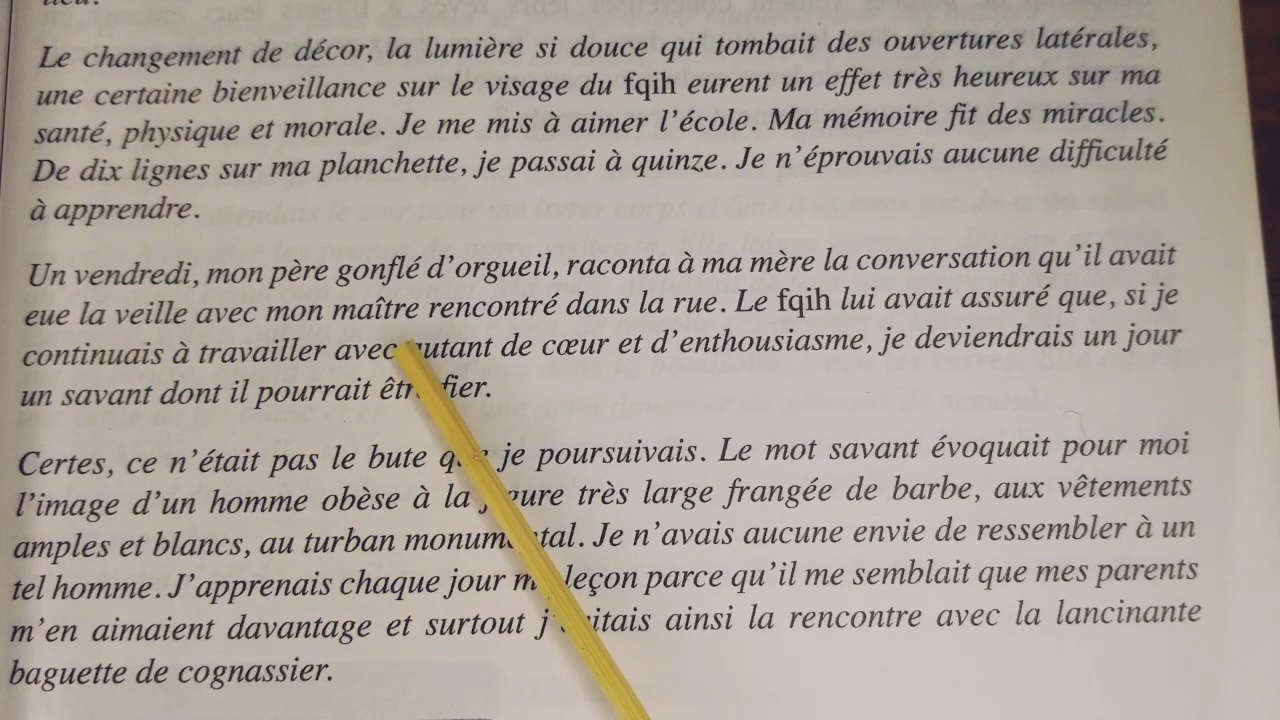 Le changement de décor, la lumière si douce qui tombait des ouvertures latérales,
une certaine bienveillance sur le visage du fqih eurent un effet très heureux sur ma
santé, physique et morale. Je me mis à aimer l'école. Ma mémoire fit des miracles.
De dix lignes sur ma planchette, je passai à quinze. Je n'éprouvais aucune difficulté
à apprendre.
Un vendredi, mon père gonflé d'orgueil, raconta à ma mère la conversation qu'il avait
eue la veille avec mon maître rencontré dans la rue. Le fqih lui avait assuré que, si je
continuais à travailler avec autant de cœur et d'enthousiasme, je deviendrais un jour
un savant dont il pourrait être fier.
Certes, ce n'était pas le bute que je poursuivais. Le mot savant évoquait pour moi
l'image d'un homme obèse à la figure très large frangée de barbe, aux vêtements
amples et blancs, au turban monumental. Je n'avais aucune envie de ressembler à un
tel homme. J'apprenais chaque jour ma leçon parce qu'il me semblait que mes parents
m'en aimaient davantage et surtout j'évitais ainsi la rencontre avec la lancinante
baguette de cognassier.